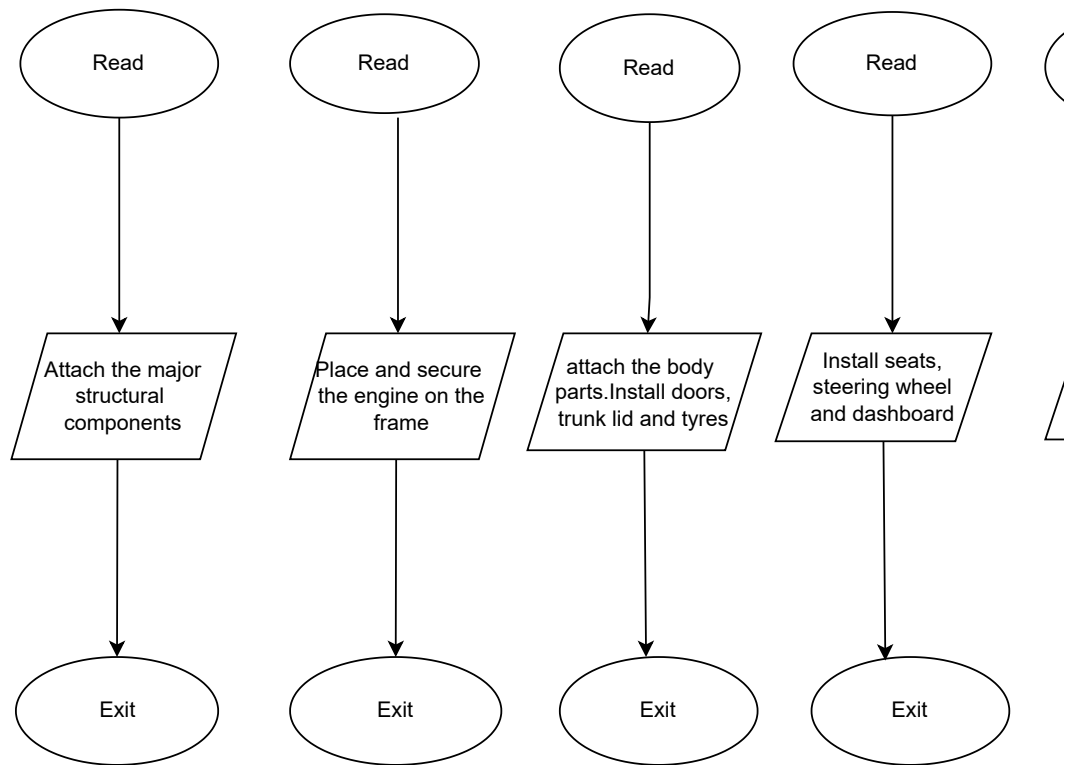 Read
Read
Read
Read
Attach the major
structural
components
Place and secure
the engine on the
frame
attach the body
parts.Install doors,
trunk lid and tyres
Install seats,
steering wheel
and dashboard
Exit
Exit
Exit
Exit